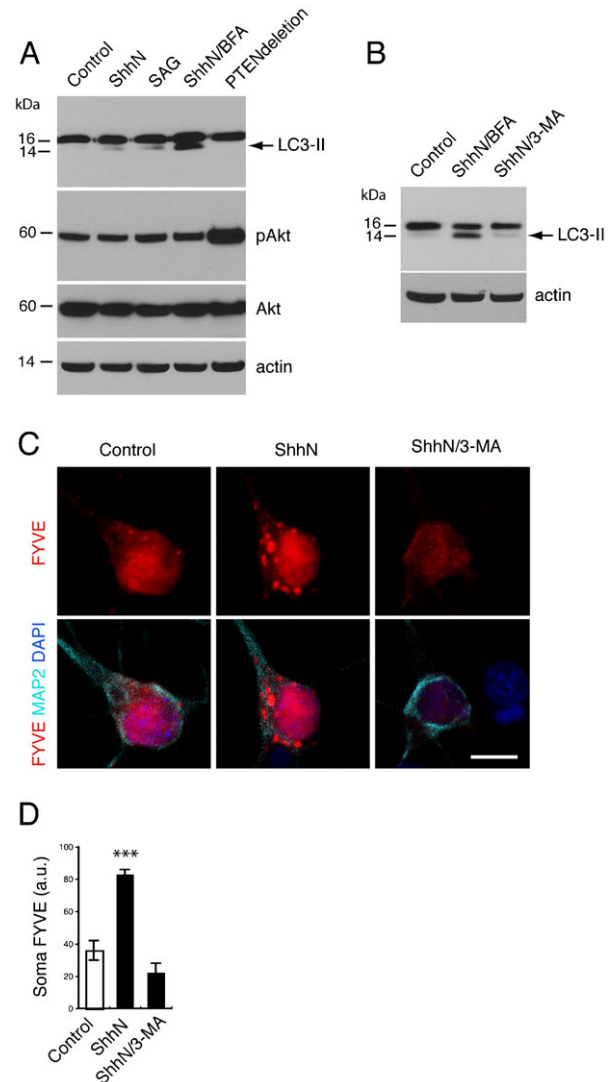 A
Control
ShhN
SAG
ShhN/BFA
PTENdeletion
kDa
16
14
LC3-II
60
pAkt
60
Akt
14
actin
B
Control
ShhN/BFA
ShhN/3-MA
kDa
16
14
LC3-II
actin
C
Control
ShhN
ShhN/3-MA
FYVE
FYVE MAP2 DAPI
D
Soma FYVE (a.u.)
100
80
60
40
20
0
***
Control
ShhN
ShhN/3-MA